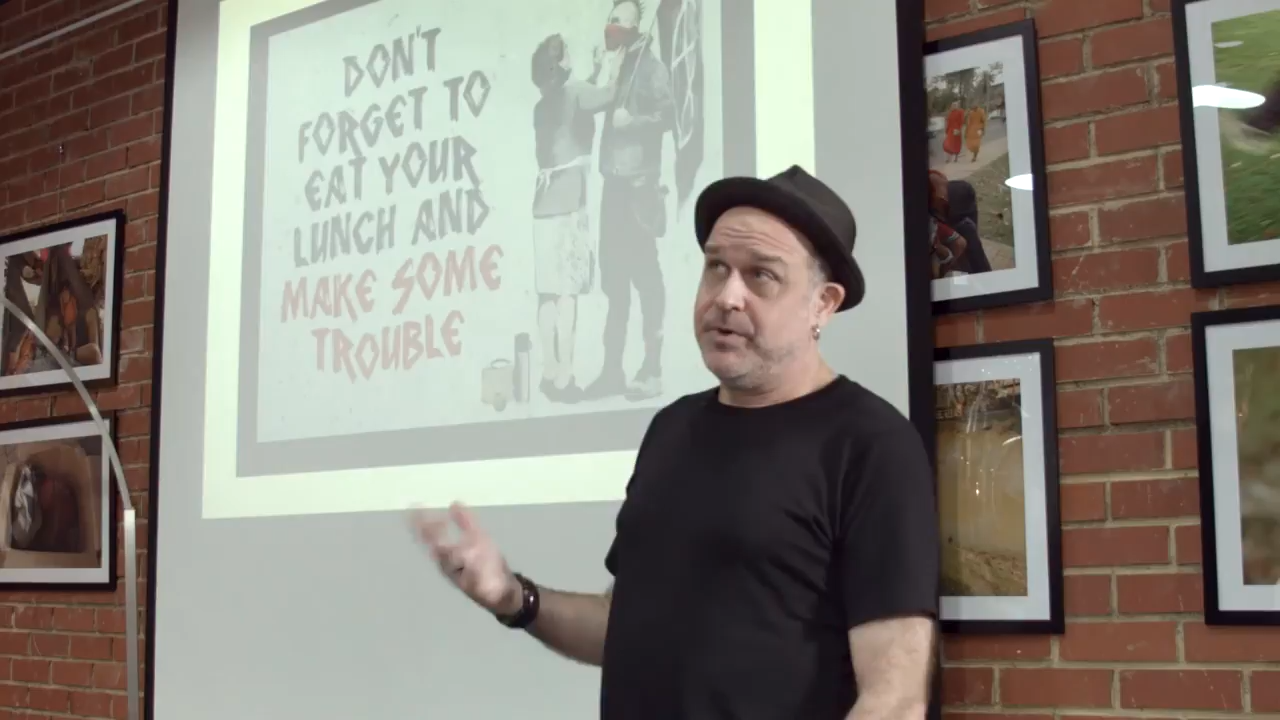 DON'T
FORGET TO
EAT YOUR
LUNCH AND
MAKE SOME
TROUBLE